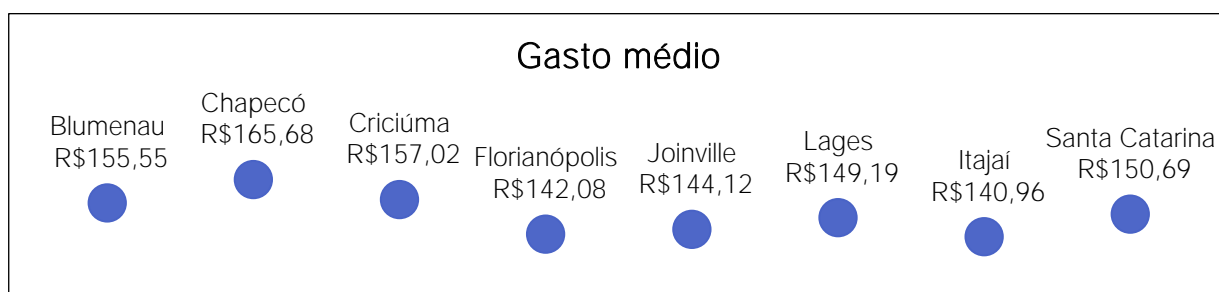 Gasto médio
Blumenau
R$155,55
Chapecó
R$165,68
Criciúma
R$157,02
Florianópolis
R$142,08
Joinville
R$144,12
Lages
R$149,19
Itajaí
R$140,96
Santa Catarina
R$150,69